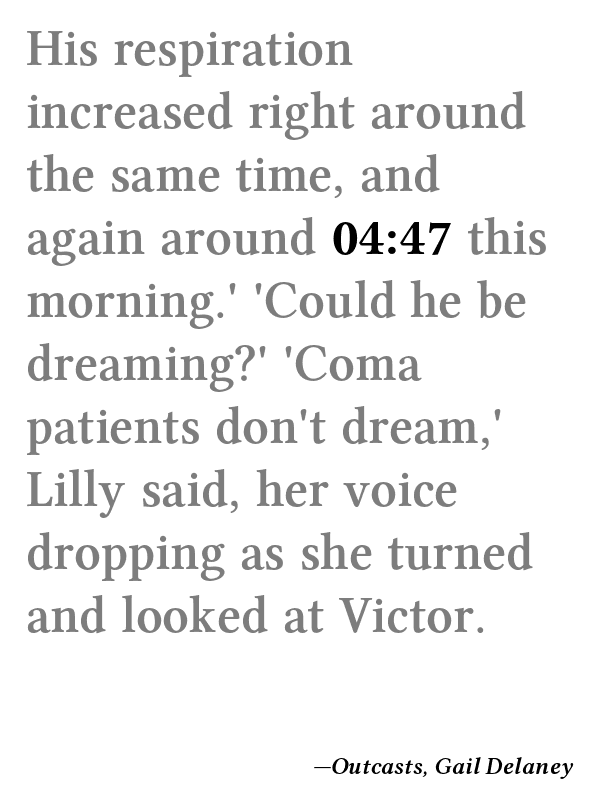 His respiration
increased right around
the same time, and
again around 04:47 this
morning.' 'Could he be
dreaming?' 'Coma
patients don't dream,'
Lilly said, her voice
dropping as she turned
and looked at Victor.
—Outcasts, Gail Delaney